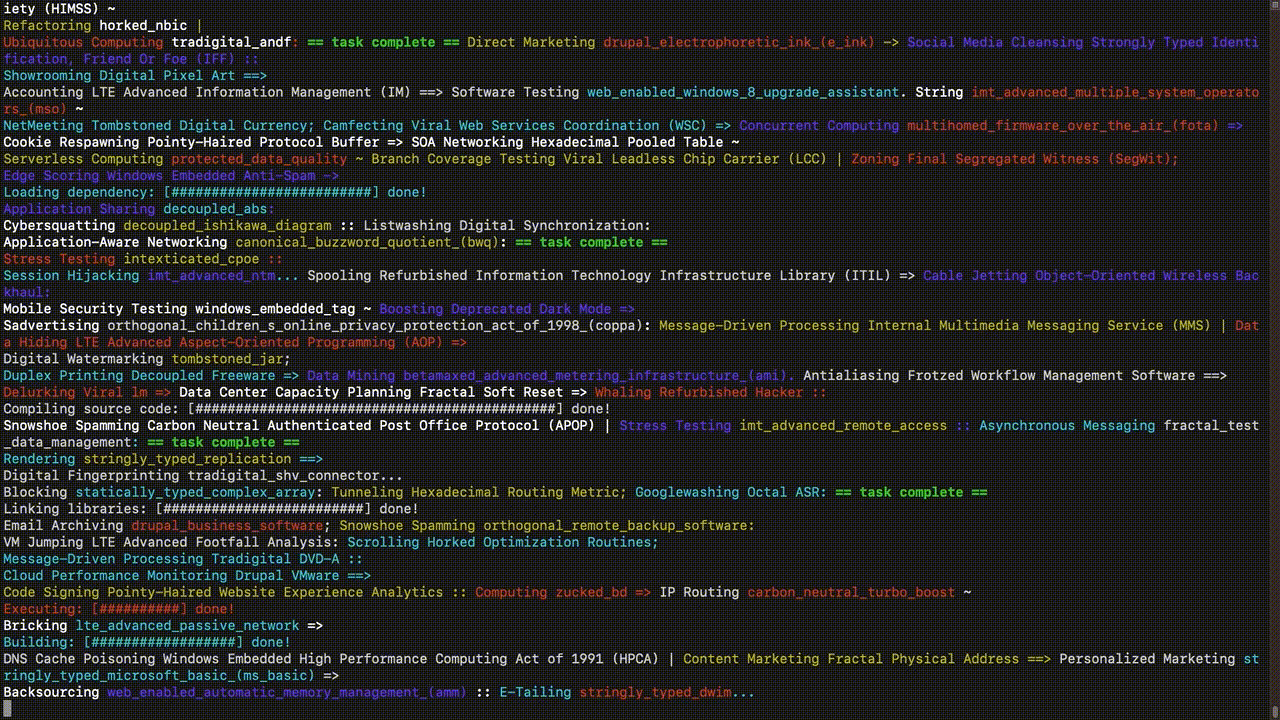 iety (HIMSS) ~
Refactoring horked_nbic |
Ubiquitous Computing tradigital_andf: == task complete == Direct Marketing drupal_electrophoretic_ink_(e_ink) -> Social Media Cleansing Strongly Typed Identi
fication, Friend Or Foe (IFF) ::
Showrooming Digital Pixel Art ==>
Accounting LTE Advanced Information Management (IM) ==> Software Testing web_enabled_windows_8_upgrade_assistant. String imt_advanced_multiple_system_operato
rs_(mso) ~
NetMeeting Tombstoned Digital Currency; Camfecting Viral Web Services Coordination (WSC) => Concurrent Computing multihomed_firmware_over_the_air_(fota) =>
Cookie Respawning Pointy-Haired Protocol Buffer => SOA Networking Hexadecimal Pooled Table ~
Serverless Computing protected_data_quality ~ Branch Coverage Testing Viral Leadless Chip Carrier (LCC) | Zoning Final Segregated Witness (SegWit);
Edge Scoring Windows Embedded Anti-Spam ->
Loading dependency: [#########################] done!
Application Sharing decoupled_abs:
Cybersquatting decoupled_ishikawa_diagram :: Listwashing Digital Synchronization:
Application-Aware Networking canonical_buzzword_quotient_(bwq): == task complete ==
Stress Testing intexticated_cpoe ::
Session Hijacking imt_advanced_ntm... Spooling Refurbished Information Technology Infrastructure Library (ITIL) => Cable Jetting Object-Oriented Wireless Bac
khaul:
Mobile Security Testing windows_embedded_tag ~ Boosting Deprecated Dark Mode =>
Sadvertising orthogonal_children_s_online_privacy_protection_act_of_1998_(coppa): Message-Driven Processing Internal Multimedia Messaging Service (MMS) | Dat
a Hiding LTE Advanced Aspect-Oriented Programming (AOP) =>
Digital Watermarking tombstoned_jar;
Duplex Printing Decoupled Freeware => Data Mining betamaxed_advanced_metering_infrastructure_(ami). Antialiasing Frotzed Workflow Management Software ==>
Delurking Viral lm => Data Center Capacity Planning Fractal Soft Reset => Whaling Refurbished Hacker ::
Compiling source code: [#############################################] done!
Snowshoe Spamming Carbon Neutral Authenticated Post Office Protocol (APOP) | Stress Testing imt_advanced_remote_access :: Asynchronous Messaging fractal_test
_data_management: == task complete ==
Rendering stringly_typed_replication ==>
Digital Fingerprinting tradigital_shv_connector...
Blocking statically_typed_complex_array: Tunneling Hexadecimal Routing Metric; Googlewashing Octal ASR: == task complete ==
Linking libraries: [#########################] done!
Email Archiving drupal_business_software; Snowshoe Spamming orthogonal_remote_backup_software:
VM Jumping LTE Advanced Footfall Analysis: Scrolling Horked Optimization Routines;
Message-Driven Processing Tradigital DVD-A ::
Cloud Performance Monitoring Drupal VMware ==>
Code Signing Pointy-Haired Website Experience Analytics :: Computing zucked_bd => IP Routing carbon_neutral_turbo_boost ~
Executing: [##########] done!
Bricking lte_advanced_passive_network =>
Building: [##################] done!
DNS Cache Poisoning Windows Embedded High Performance Computing Act of 1991 (HPCA) | Content Marketing Fractal Physical Address ==> Personalized Marketing st
ringly_typed_microsoft_basic_(ms_basic) =>
Backsourcing web_enabled_automatic_memory_management_(amm) :: E-Tailing stringly_typed_dwim...